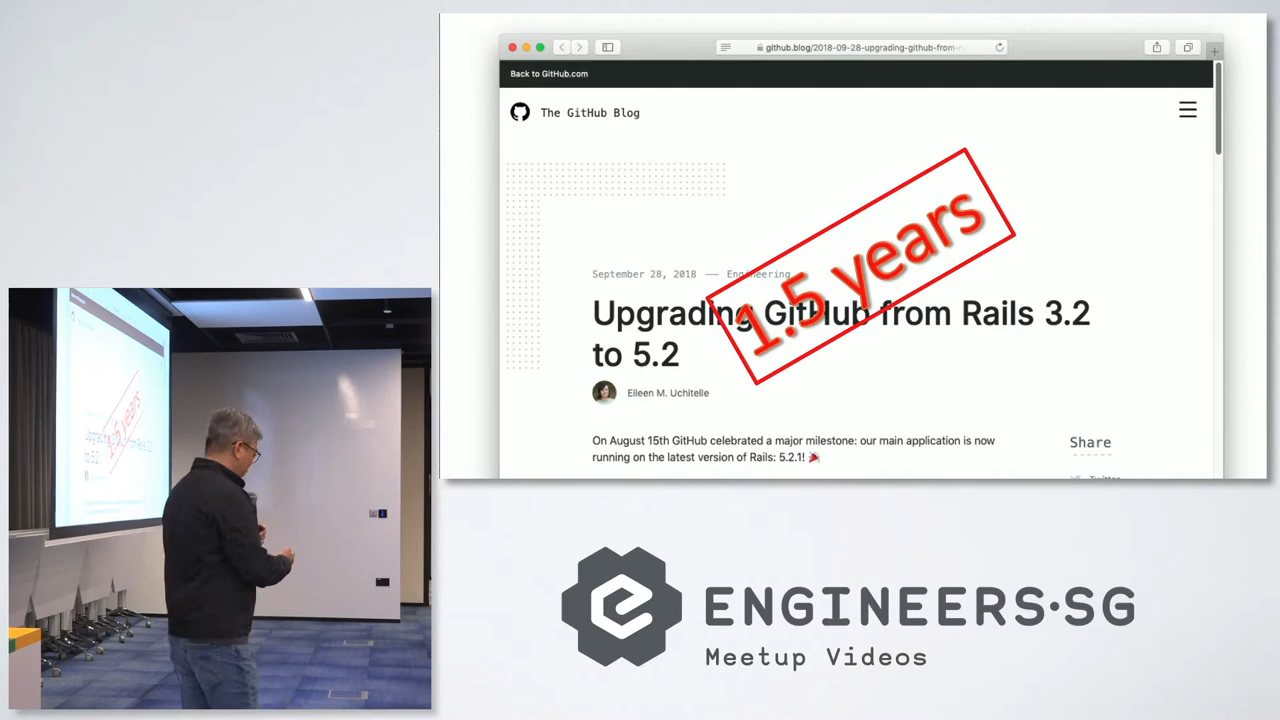 github.blog/2018-09-28-upgrading-github-from-r
Back to GitHub.com
The GitHub Blog
September 28, 2018 — Engineering
Upgrading GitHub from Rails 3.2
to 5.2
1.5 years
Eileen M. Uchitelle
On August 15th GitHub celebrated a major milestone: our main application is now
running on the latest version of Rails: 5.2.1! 🎉
Share
Twitter
ENGINEERS·SG
Meetup Videos